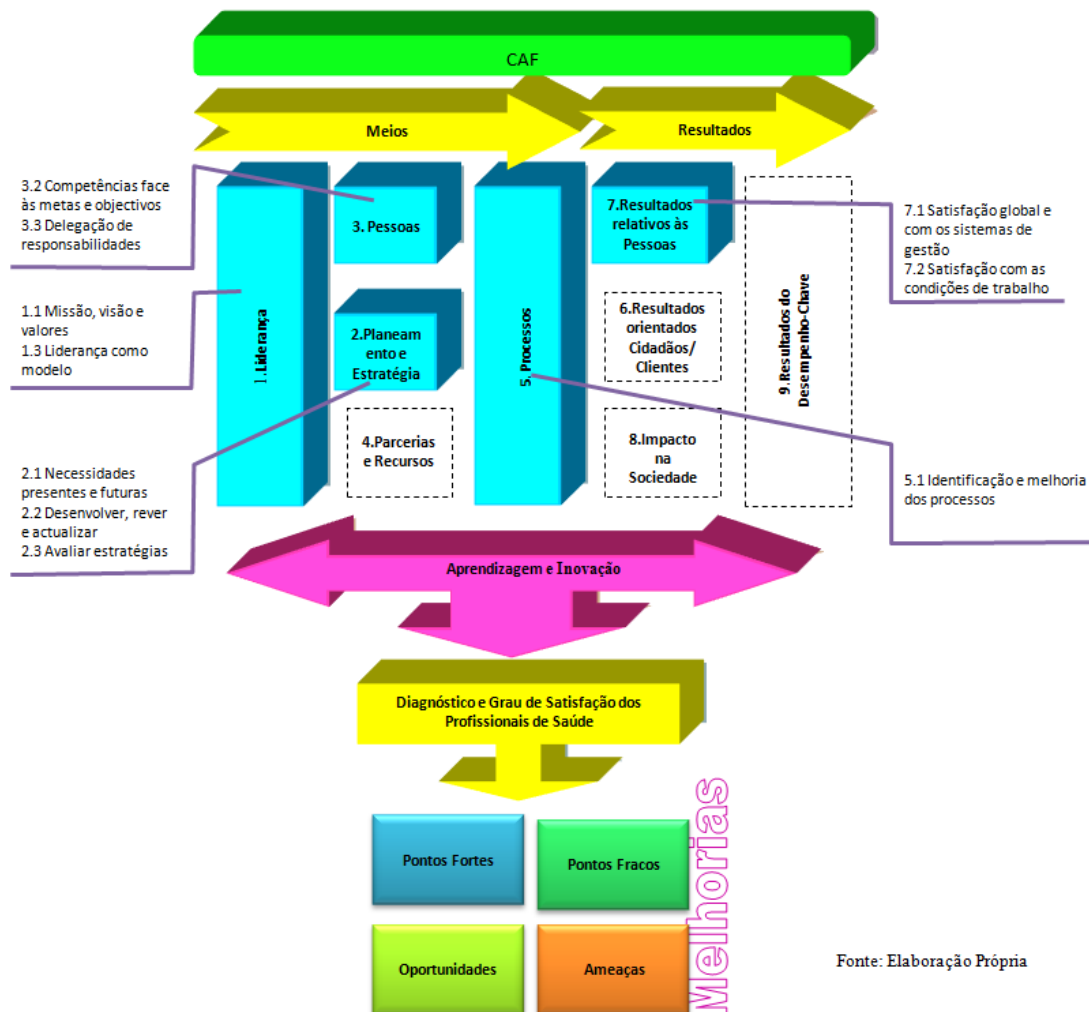 CAF
Meios
Resultados
3.2 Competências face
às metas e objectivos
3.3 Delegação de
responsabilidades
1.1 Missão, visão e
valores
1.3 Liderança como
modelo
2.1 Necessidades
presentes e futuras
2.2 Desenvolver, rever
e actualizar
2.3 Avaliar estratégias
1.Liderança
3. Pessoas
2.Planeam
ento e
Estratégia
4.Parcerias
e Recursos
5. Processos
7.Resultados
relativos às
Pessoas
6.Resultados
orientados
Cidadãos/
Clientes
8.Impacto
na
Sociedade
9.Resultados do
Desempenho-Chave
7.1 Satisfação global e
com os sistemas de
gestão
7.2 Satisfação com as
condições de trabalho
5.1 Identificação e melhoria
dos processos
Aprendizagem e Inovação
Diagnóstico e Grau de Satisfação dos
Profissionais de Saúde
Pontos Fortes
Pontos Fracos
Oportunidades
Ameaças
Melhorias
Fonte: Elaboração Própria